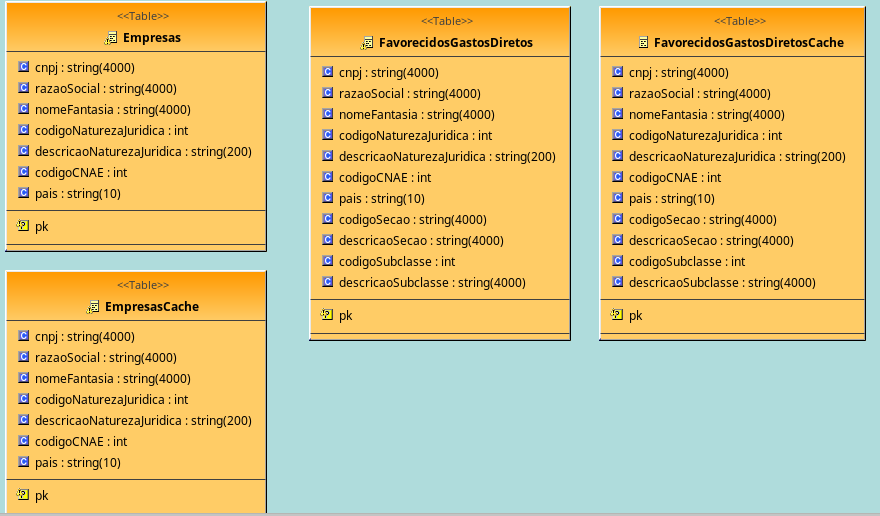 <<Table>>
Empresas
cnpj : string(4000)
razaoSocial : string(4000)
nomeFantasia : string(4000)
codigoNaturezaJuridica : int
descricaoNaturezaJuridica : string(200)
codigoCNAE : int
pais : string(10)
pk
<<Table>>
EmpresasCache
cnpj : string(4000)
razaoSocial : string(4000)
nomeFantasia : string(4000)
codigoNaturezaJuridica : int
descricaoNaturezaJuridica : string(200)
codigoCNAE : int
pais : string(10)
pk
<<Table>>
FavorecidosGastosDiretos
cnpj : string(4000)
razaoSocial : string(4000)
nomeFantasia : string(4000)
codigoNaturezaJuridica : int
descricaoNaturezaJuridica : string(200)
codigoCNAE : int
pais : string(10)
codigoSecao : string(4000)
descricaoSecao : string(4000)
codigoSubclasse : int
descricaoSubclasse : string(4000)
pk
<<Table>>
FavorecidosGastosDiretosCache
cnpj : string(4000)
razaoSocial : string(4000)
nomeFantasia : string(4000)
codigoNaturezaJuridica : int
descricaoNaturezaJuridica : string(200)
codigoCNAE : int
pais : string(10)
codigoSecao : string(4000)
descricaoSecao : string(4000)
codigoSubclasse : int
descricaoSubclasse : string(4000)
pk